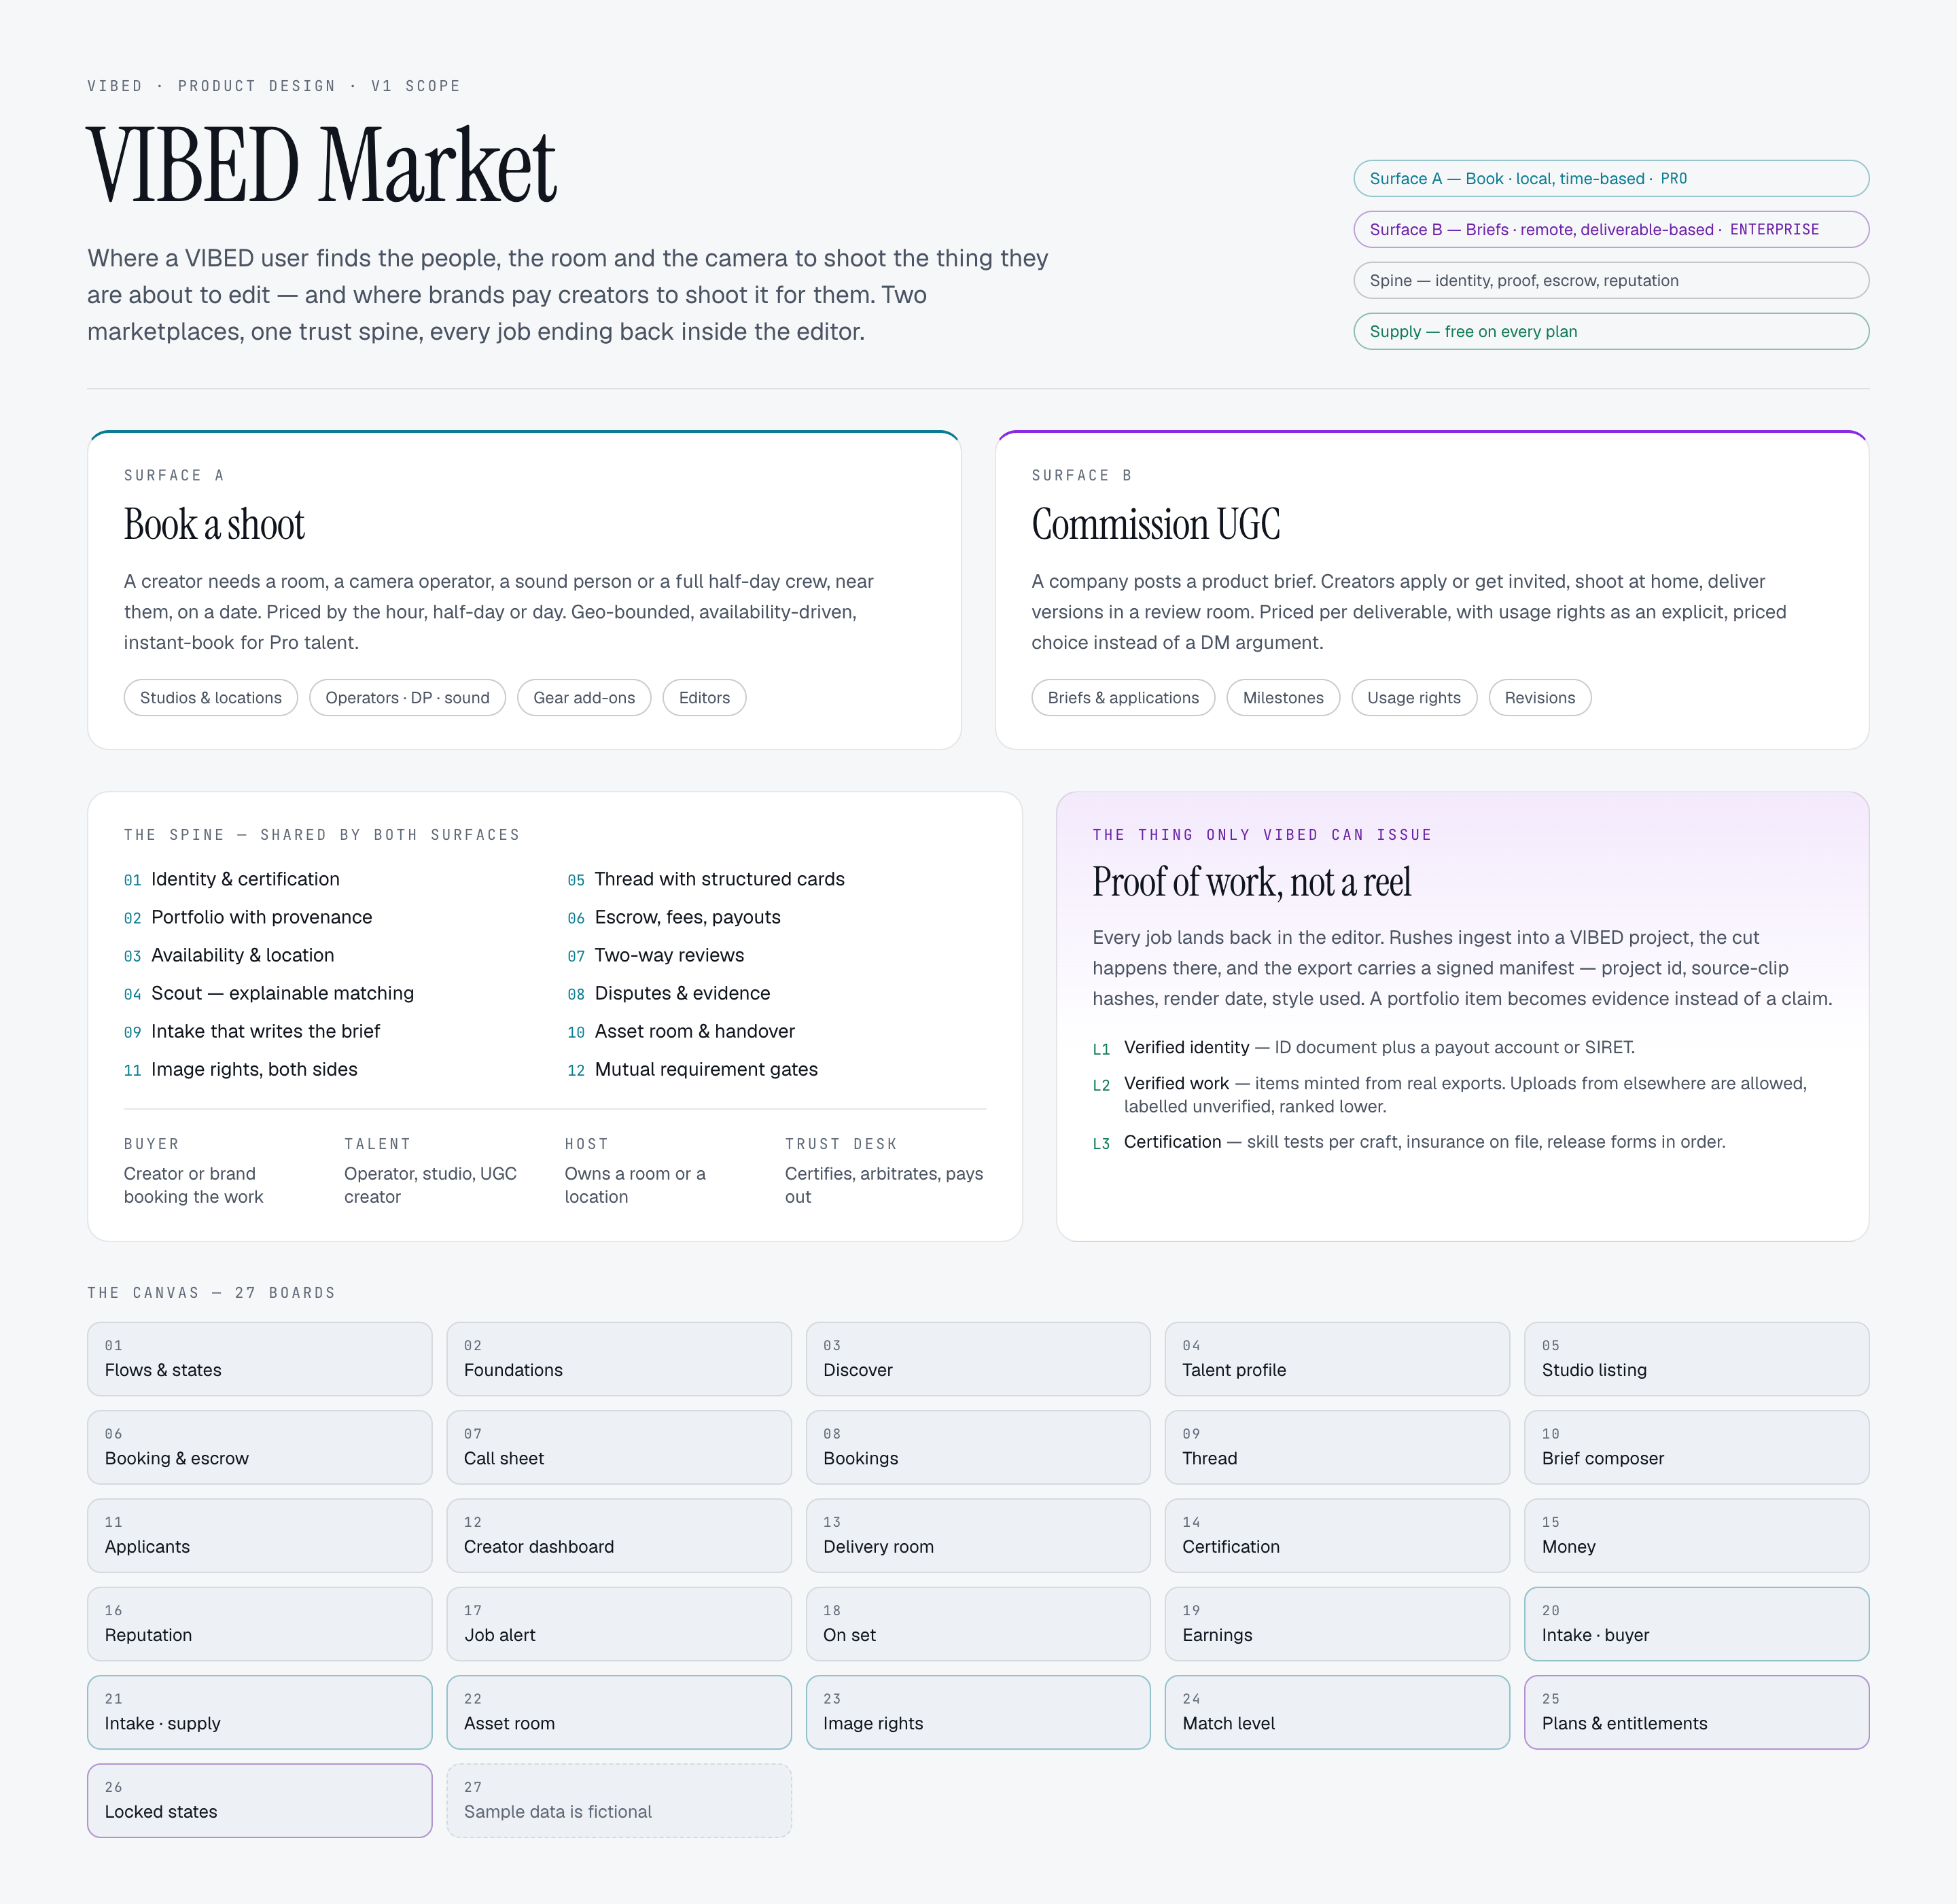 VIBED · PRODUCT DESIGN · V1 SCOPE
VIBED Market
Where a VIBED user finds the people, the room and the camera to shoot the thing they
are about to edit — and where brands pay creators to shoot it for them. Two
marketplaces, one trust spine, every job ending back inside the editor.
Surface A — Book · local, time-based · PRO
Surface B — Briefs · remote, deliverable-based · ENTERPRISE
Spine — identity, proof, escrow, reputation
Supply — free on every plan
SURFACE A
Book a shoot
A creator needs a room, a camera operator, a sound person or a full half-day crew, near
them, on a date. Priced by the hour, half-day or day. Geo-bounded, availability-driven,
instant-book for Pro talent.
Studios & locations
Operators · DP · sound
Gear add-ons
Editors
SURFACE B
Commission UGC
A company posts a product brief. Creators apply or get invited, shoot at home, deliver
versions in a review room. Priced per deliverable, with usage rights as an explicit, priced
choice instead of a DM argument.
Briefs & applications
Milestones
Usage rights
Revisions
THE SPINE — SHARED BY BOTH SURFACES
01 Identity & certification
05 Thread with structured cards
02 Portfolio with provenance
06 Escrow, fees, payouts
03 Availability & location
07 Two-way reviews
04 Scout — explainable matching
08 Disputes & evidence
09 Intake that writes the brief
10 Asset room & handover
11 Image rights, both sides
12 Mutual requirement gates
BUYER
Creator or brand
booking the work
TALENT
Operator, studio, UGC
creator
HOST
Owns a room or a
location
TRUST DESK
Certifies, arbitrates, pays
out
THE THING ONLY VIBED CAN ISSUE
Proof of work, not a reel
Every job lands back in the editor. Rushes ingest into a VIBED project, the cut
happens there, and the export carries a signed manifest — project id, source-clip
hashes, render date, style used. A portfolio item becomes evidence instead of a claim.
L1 Verified identity — ID document plus a payout account or SIRET.
L2 Verified work — items minted from real exports. Uploads from elsewhere are allowed,
labelled unverified, ranked lower.
L3 Certification — skill tests per craft, insurance on file, release forms in order.
THE CANVAS — 27 BOARDS
01
Flows & states
02
Foundations
03
Discover
04
Talent profile
05
Studio listing
06
Booking & escrow
07
Call sheet
08
Bookings
09
Thread
10
Brief composer
11
Applicants
12
Creator dashboard
13
Delivery room
14
Certification
15
Money
16
Reputation
17
Job alert
18
On set
19
Earnings
20
Intake · buyer
21
Intake · supply
22
Asset room
23
Image rights
24
Match level
25
Plans & entitlements
26
Locked states
27
Sample data is fictional